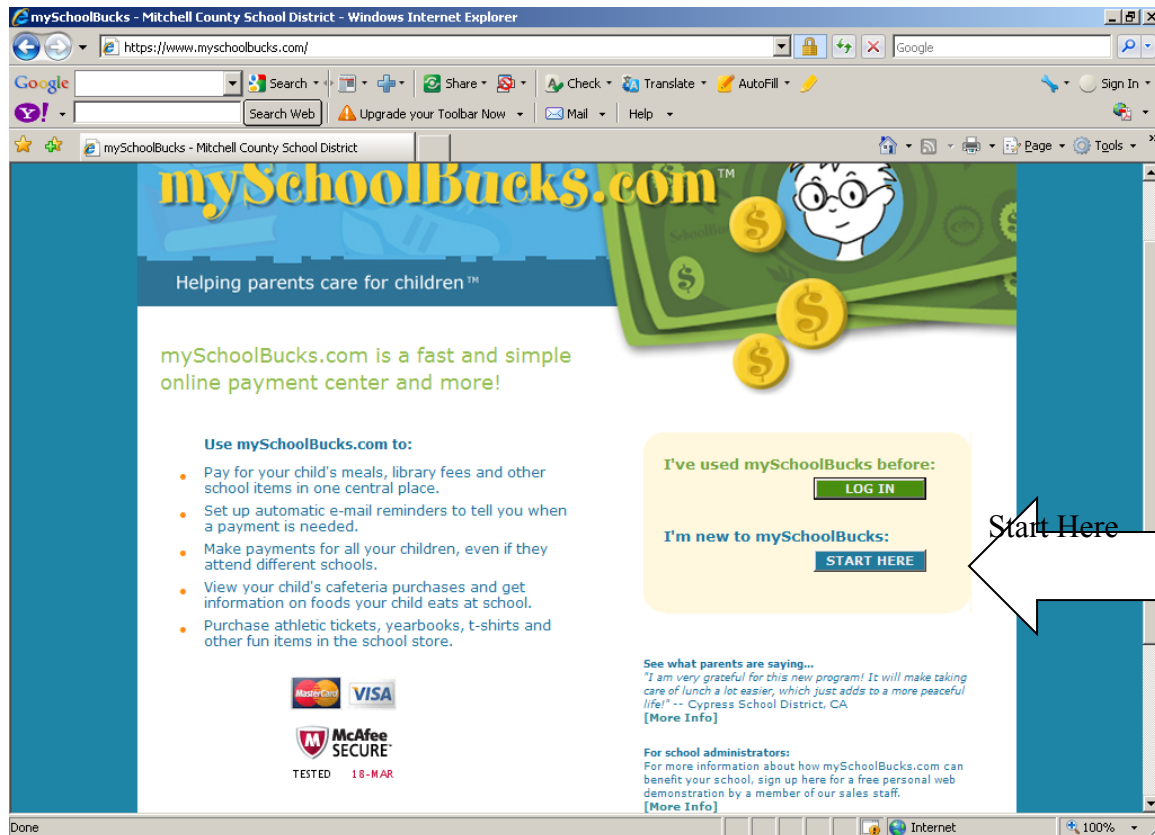 mySchoolBucks - Mitchell County School District - Windows Internet Explorer
https://www.myschoolbucks.com/
Google
Google
Search
Share
Check
Translate
AutoFill
Sign In
Y!
Search Web
Upgrade your Toolbar Now
Mail
Help
mySchoolBucks - Mitchell County School District
Page
Tools
mySchoolBucks.com™
Helping parents care for children™
mySchoolBucks.com is a fast and simple
online payment center and more!
Use mySchoolBucks.com to:
Pay for your child's meals, library fees and other
school items in one central place.
Set up automatic e-mail reminders to tell you when
a payment is needed.
Make payments for all your children, even if they
attend different schools.
View your child's cafeteria purchases and get
information on foods your child eats at school.
Purchase athletic tickets, yearbooks, t-shirts and
other fun items in the school store.
MasterCard
VISA
McAfee
SECURE
TESTED 18-MAR
I've used mySchoolBucks before:
LOG IN
I'm new to mySchoolBucks:
START HERE
Start Here
See what parents are saying...
"I am very grateful for this new program! It will make taking
care of lunch a lot easier, which just adds to a more peaceful
life!" -- Cypress School District, CA
[More Info]
For school administrators:
For more information about how mySchoolBucks.com can
benefit your school, sign up here for a free personal web
demonstration by a member of our sales staff.
[More Info]
Done
Internet
100%